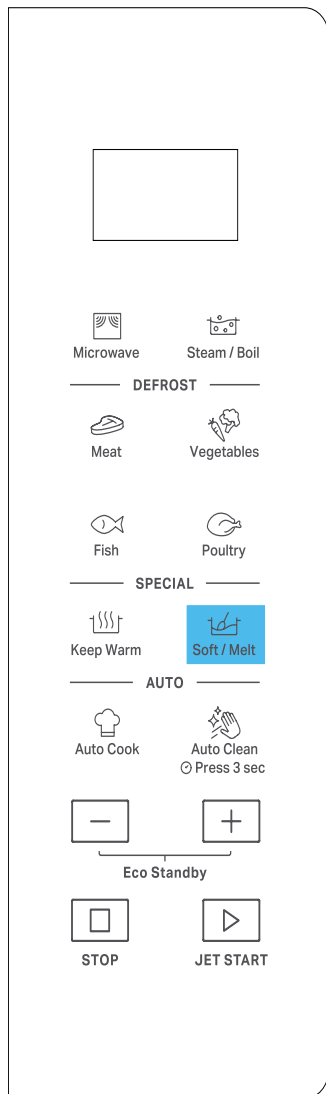 Microwave Steam / Boil
DEFROST
Meat Vegetables
Fish Poultry
SPECIAL
Keep Warm Soft / Melt
AUTO
Auto Cook Auto Clean
Press 3 sec
Eco Standby
STOP JET START